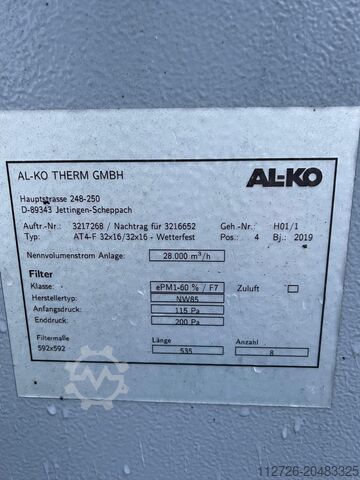 AL-KO THERM GMBH
AL-KO
Hauptstrasse 248-250
D-89343 Jettingen-Scheppach
Auftr.-Nr.: 3217268 / Nachtrag für 3216652 Geh.-Nr.: H01/1
Typ: AT4-F 32x16/32x16 - Wetterfest Pos.: 4 Bj.: 2019
Nennvolumenstrom Anlage: 28.000 m³/h
Filter
Klasse: ePM1-60 % / F7 Zuluft
Herstellertyp: NW85
Anfangsdruck: 115 Pa
Enddruck: 200 Pa
Filtermaße Länge Anzahl
592x592 535 8
112726-20483325